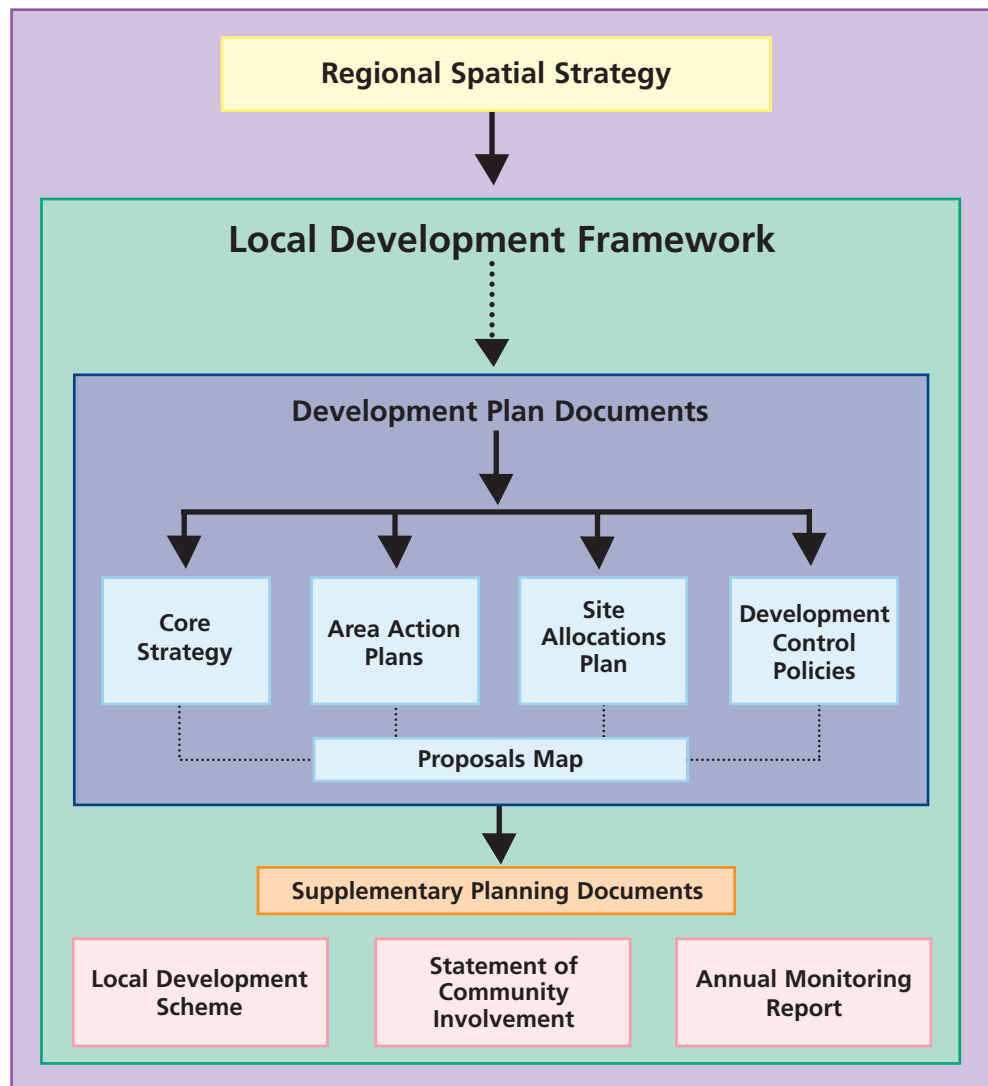 Regional Spatial Strategy
Local Development Framework
Development Plan Documents
Core
Strategy
Area Action
Plans
Site
Allocations
Plan
Development
Control
Policies
Proposals Map
Supplementary Planning Documents
Local Development
Scheme
Statement of
Community
Involvement
Annual Monitoring
Report